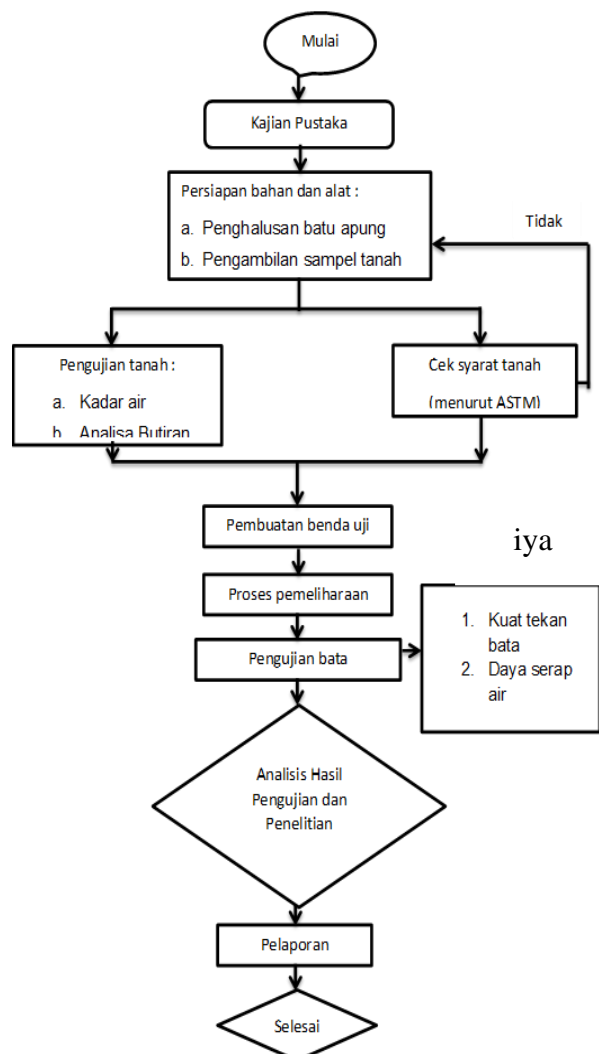 Mulai
Kajian Pustaka
Persiapan bahan dan alat :
a. Penghalusan batu apung
b. Pengambilan sampel tanah
Tidak
Pengujian tanah :
a. Kadar air
b. Analisa Butiran
Cek syarat tanah
(menurut ASTM)
Pembuatan benda uji
iya
Proses pemeliharaan
Pengujian bata
1. Kuat tekan
bata
2. Daya serap
air
Analisis Hasil
Pengujian dan
Penelitian
Pelaporan
Selesai